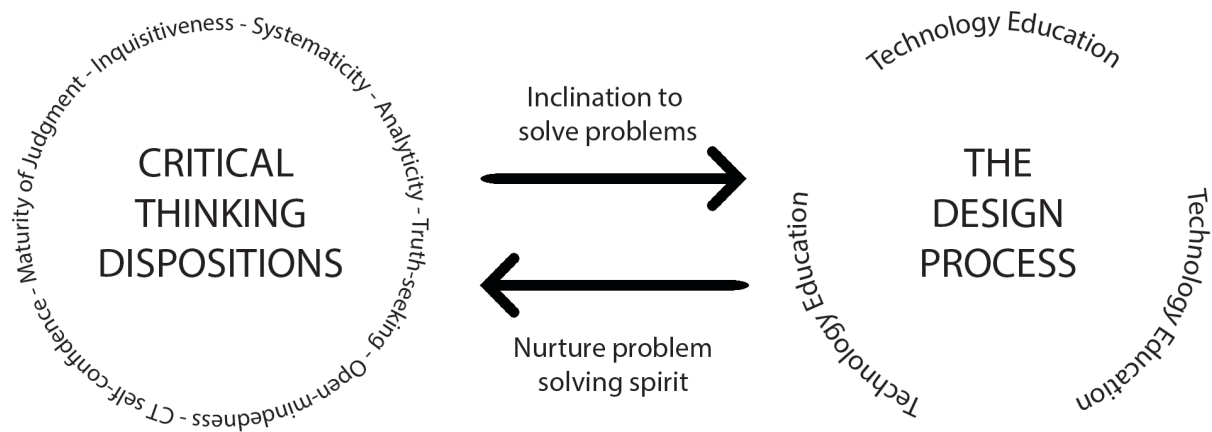 Maturity of Judgment - Inquisitiveness - Systematicity - Analyticity - Truth-seeking - Open-mindedness - CT self-confidence -
CRITICAL
THINKING
DISPOSITIONS
Inclination to
solve problems
Nurture problem
solving spirit
Technology Education
Technology Education
Technology Education
THE
DESIGN
PROCESS